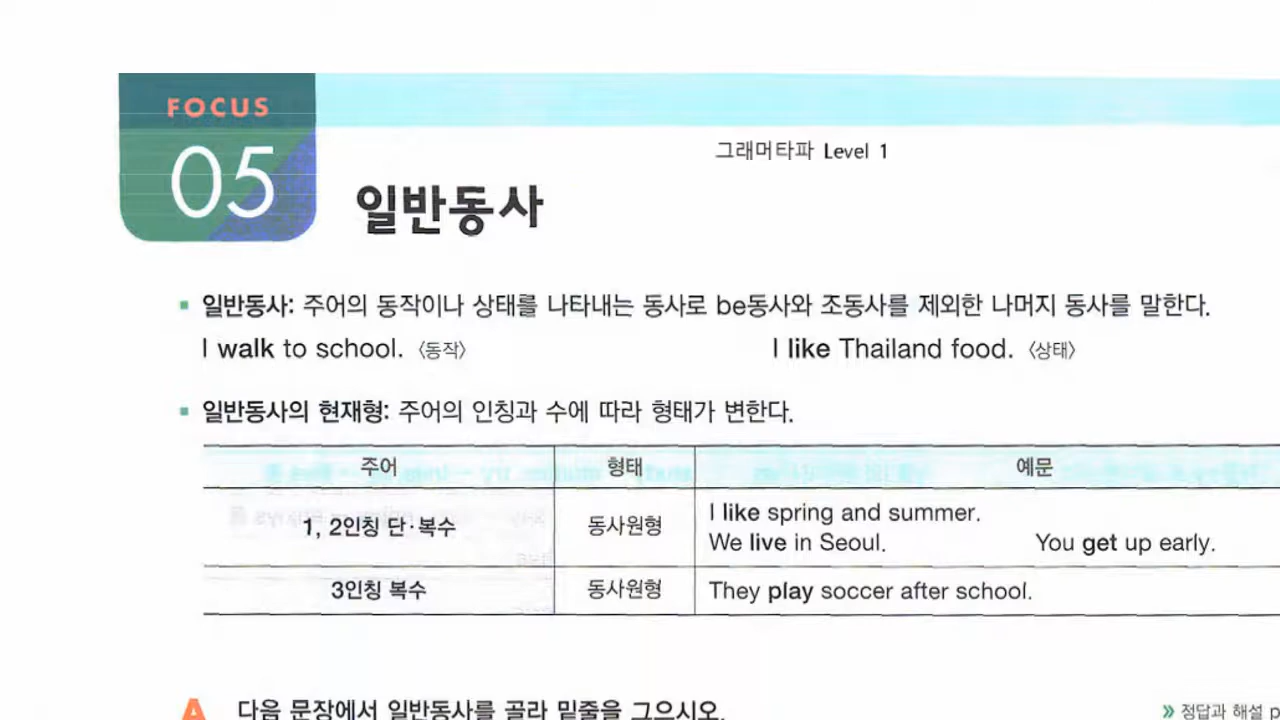 FOCUS
05
그래머타파 Level 1
일반동사
일반동사: 주어의 동작이나 상태를 나타내는 동사로 be동사와 조동사를 제외한 나머지 동사를 말한다.
I walk to school. 〈동작〉 I like Thailand food. 〈상태〉
일반동사의 현재형: 주어의 인칭과 수에 따라 형태가 변한다.
주어 형태 예문
1, 2인칭 단·복수 동사원형 I like spring and summer.
We live in Seoul. You get up early.
3인칭 복수 동사원형 They play soccer after school.
A 다음 문장에서 일반동사를 골라 밑줄을 그으시오.
» 정답과 해설 p